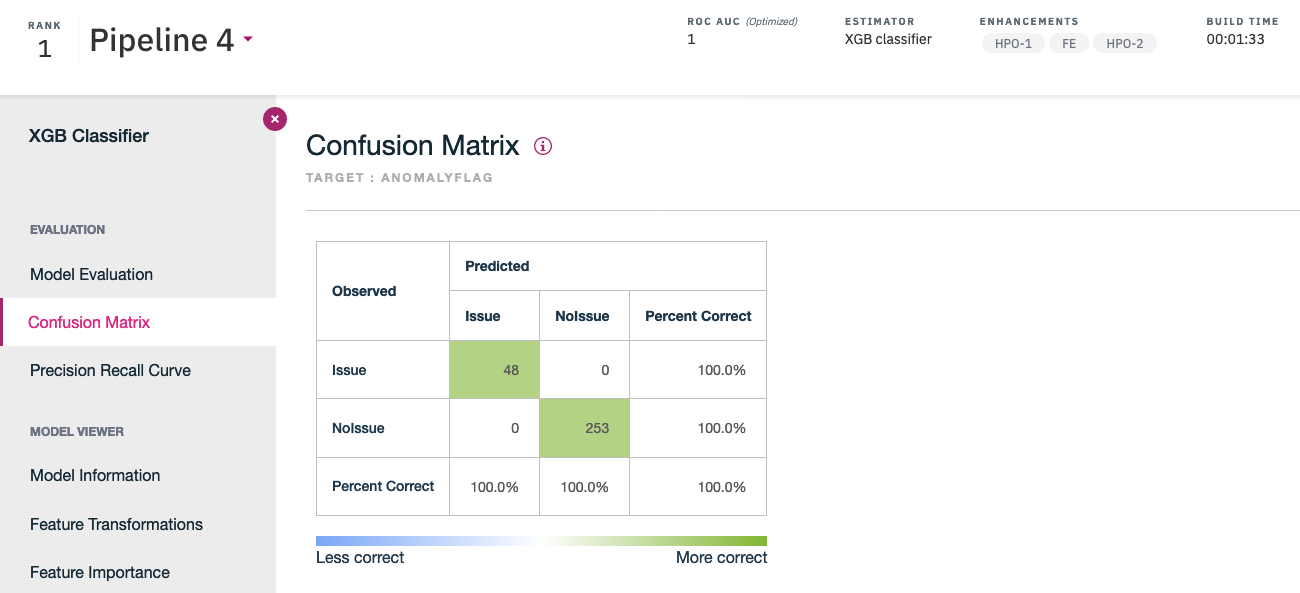 RANK
1
Pipeline 4
ROC AUC (Optimized)
1
ESTIMATOR
XGB classifier
ENHANCEMENTS
HPO-1 FE HPO-2
BUILD TIME
00:01:33
XGB Classifier
EVALUATION
Model Evaluation
Confusion Matrix
Precision Recall Curve
MODEL VIEWER
Model Information
Feature Transformations
Feature Importance
Confusion Matrix
TARGET : ANOMALYFLAG
Observed
Predicted
Issue NoIssue Percent Correct
Issue 48 0 100.0%
NoIssue 0 253 100.0%
Percent Correct 100.0% 100.0% 100.0%
Less correct More correct